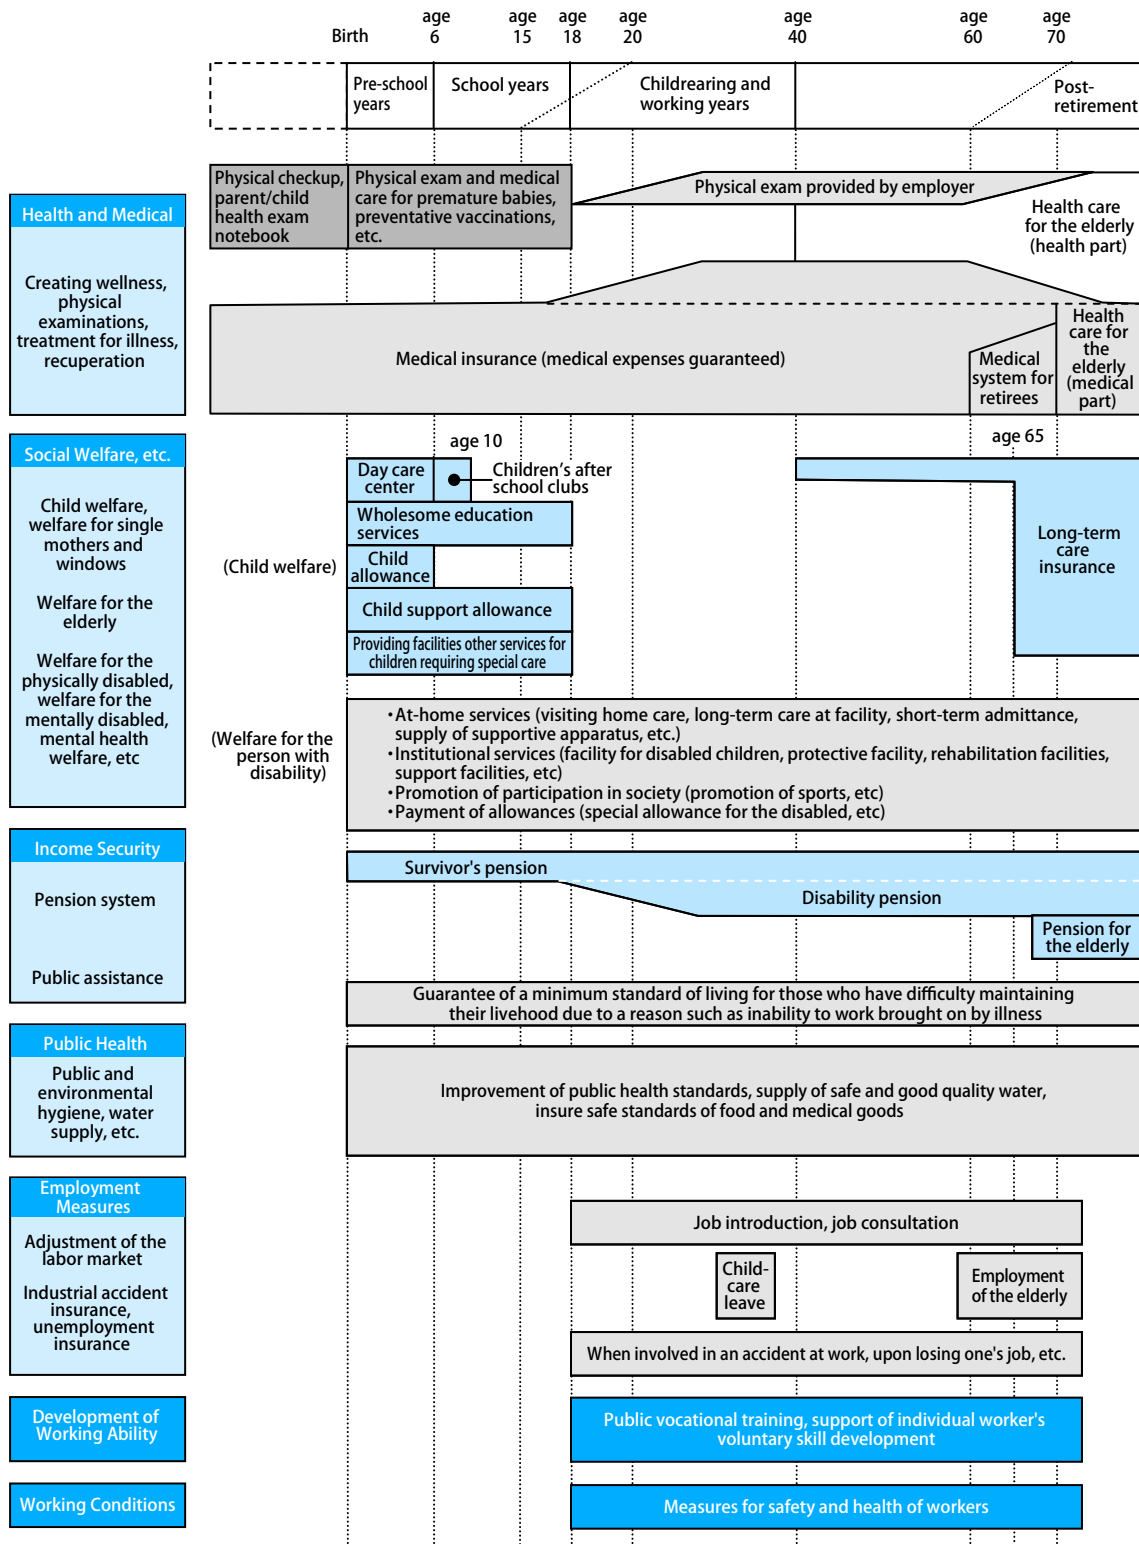 Birth
age
6
age
15
age
18
age
20
age
40
age
60
age
70
Pre-school
years
School years
Childrearing and
working years
Post-
retirement
Health and Medical
Creating wellness,
physical
examinations,
treatment for illness,
recuperation
Physical checkup,
parent/child
health exam
notebook
Physical exam and medical
care for premature babies,
preventative vaccinations,
etc.
Physical exam provided by employer
Health care
for the elderly
(health part)
Medical insurance (medical expenses guaranteed)
Medical
system for
retirees
Health
care for
the
elderly
(medical
part)
Social Welfare, etc.
Child welfare,
welfare for single
mothers and
windows
Welfare for the
elderly
Welfare for the
physically disabled,
welfare for the
mentally disabled,
mental health
welfare, etc
age 10
age 65
(Child welfare)
Day care
center
Children's after
school clubs
Wholesome education
services
Child
allowance
Child support allowance
Providing facilities other services for
children requiring special care
Long-term
care
insurance
(Welfare for the
person with
disability)
・At-home services (visiting home care, long-term care at facility, short-term admittance,
supply of supportive apparatus, etc.)
・Institutional services (facility for disabled children, protective facility, rehabilitation facilities,
support facilities, etc)
・Promotion of participation in society (promotion of sports, etc)
・Payment of allowances (special allowance for the disabled, etc)
Income Security
Pension system
Public assistance
Survivor's pension
Disability pension
Pension for
the elderly
Guarantee of a minimum standard of living for those who have difficulty maintaining
their livehood due to a reason such as inability to work brought on by illness
Public Health
Public and
environmental
hygiene, water
supply, etc.
Improvement of public health standards, supply of safe and good quality water,
insure safe standards of food and medical goods
Employment
Measures
Adjustment of the
labor market
Industrial accident
insurance,
unemployment
insurance
Job introduction, job consultation
Child-
care
leave
Employment
of the elderly
When involved in an accident at work, upon losing one's job, etc.
Development of
Working Ability
Public vocational training, support of individual worker's
voluntary skill development
Working Conditions
Measures for safety and health of workers